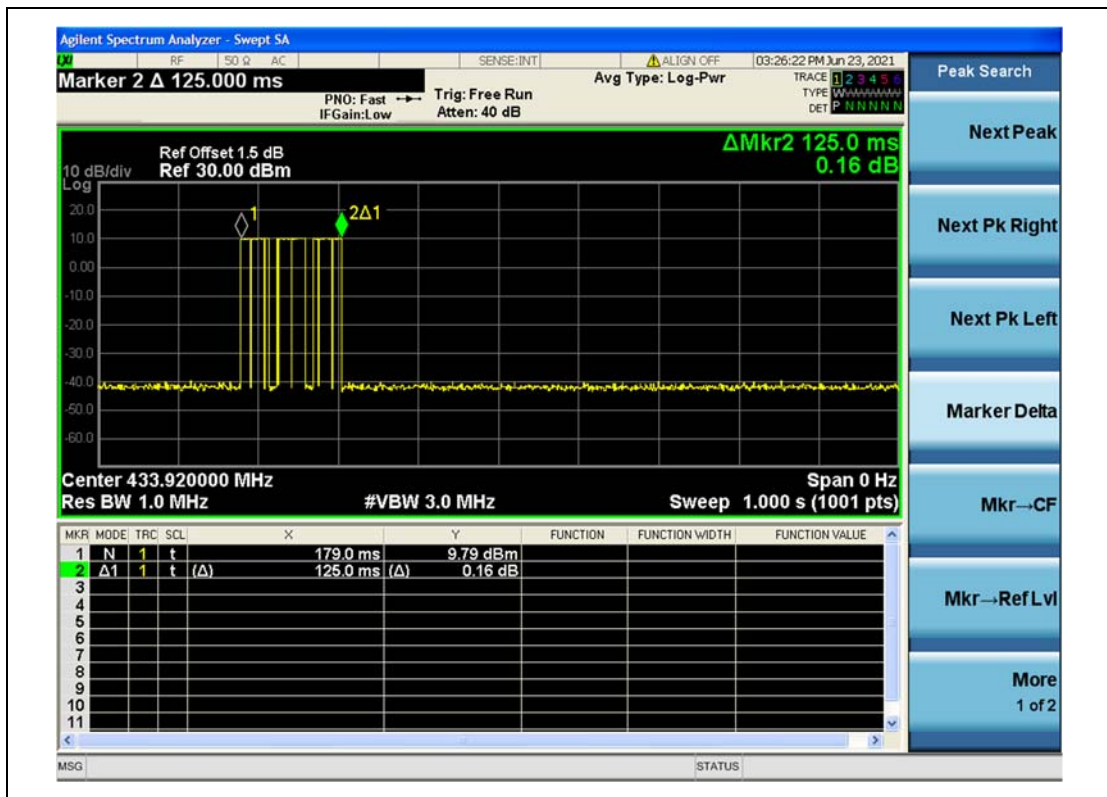 Agilent Spectrum Analyzer - Swept SA
LXI RF 50 Ω AC SENSE:INT ALIGN OFF 03:26:22 PM Jun 23, 2021
Marker 2 Δ 125.000 ms
PNO: Fast
IFGain:Low
Trig: Free Run
Atten: 40 dB
Avg Type: Log-Pwr
TRACE 1 2 3 4 5 6
TYPE
DET P N N N N N
ΔMkr2 125.0 ms
0.16 dB
Ref Offset 1.5 dB
10 dB/div Ref 30.00 dBm
Log
1
2Δ1
20.0
10.0
0.00
-10.0
-20.0
-30.0
-40.0
-50.0
-60.0
Center 433.920000 MHz Span 0 Hz
Res BW 1.0 MHz #VBW 3.0 MHz Sweep 1.000 s (1001 pts)
MKR MODE TRC SCL X Y FUNCTION FUNCTION WIDTH FUNCTION VALUE
1 N 1 t 179.0 ms 9.79 dBm
2 Δ1 1 t (Δ) 125.0 ms (Δ) 0.16 dB
3
4
5
6
7
8
9
10
11
MSG STATUS
Peak Search
Next Peak
Next Pk Right
Next Pk Left
Marker Delta
Mkr→CF
Mkr→Ref Lvl
More
1 of 2